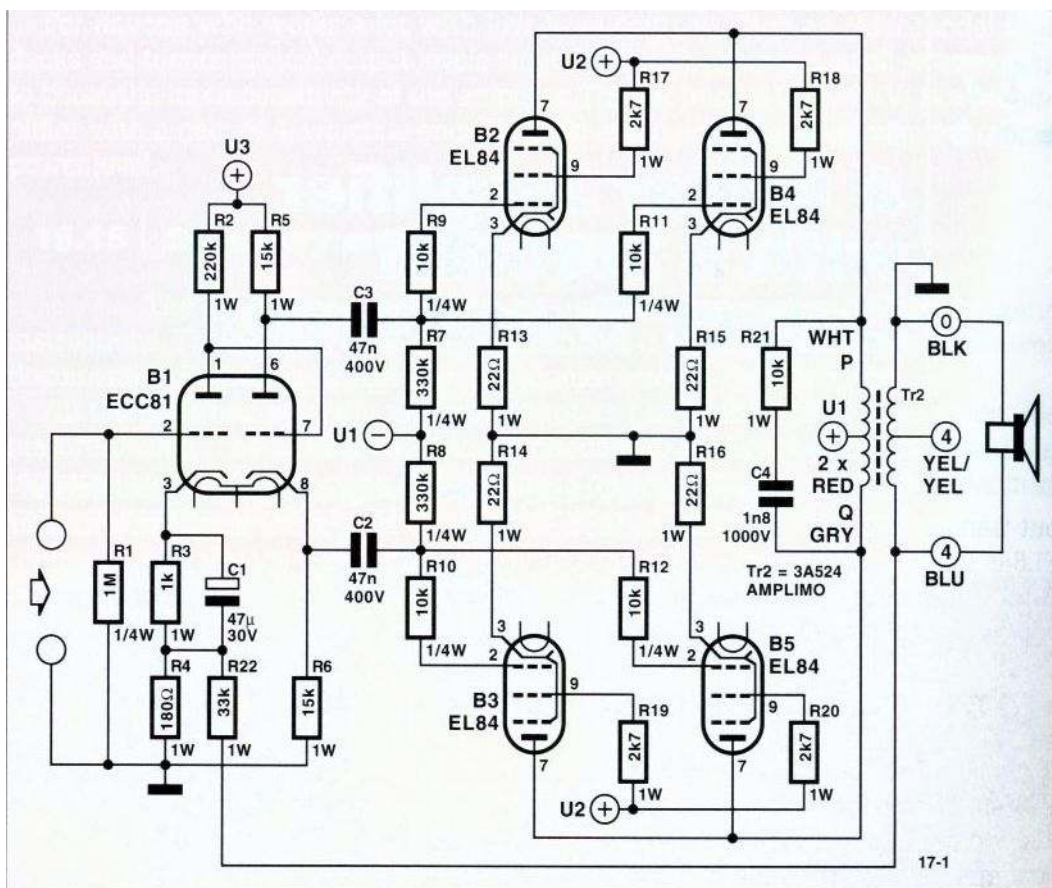 U2 +
R17
R18
2k7
2k7
1W
1W
7
7
B2
EL84
9
9
2
2
3
3
B4
EL84
U3
+
R2
R5
220k
15k
1W
1W
R9
R11
10k
10k
1/4W
1/4W
C3
47n
400V
1
6
B1
ECC81
2
7
3
8
R7
R13
R15
R21
330k
22Ω
22Ω
10k
1/4W
1W
1W
1W
WHT
P
U1
+
2 x
RED
Q
GRY
Tr2
0
BLK
4
YEL/
YEL
4
BLU
U1 −
R8
R14
R16
330k
22Ω
22Ω
1/4W
1W
1W
C4
1n8
1000V
Tr2 = 3A524
AMPLIMO
C2
47n
400V
R1
1M
1/4W
R3
1k
1W
C1
47µ
30V
R4
180Ω
1W
R22
33k
1W
R6
15k
1W
R10
R12
10k
10k
1/4W
1/4W
3
3
2
2
B3
EL84
9
9
B5
EL84
7
7
R19
R20
2k7
2k7
1W
1W
U2 +
17-1